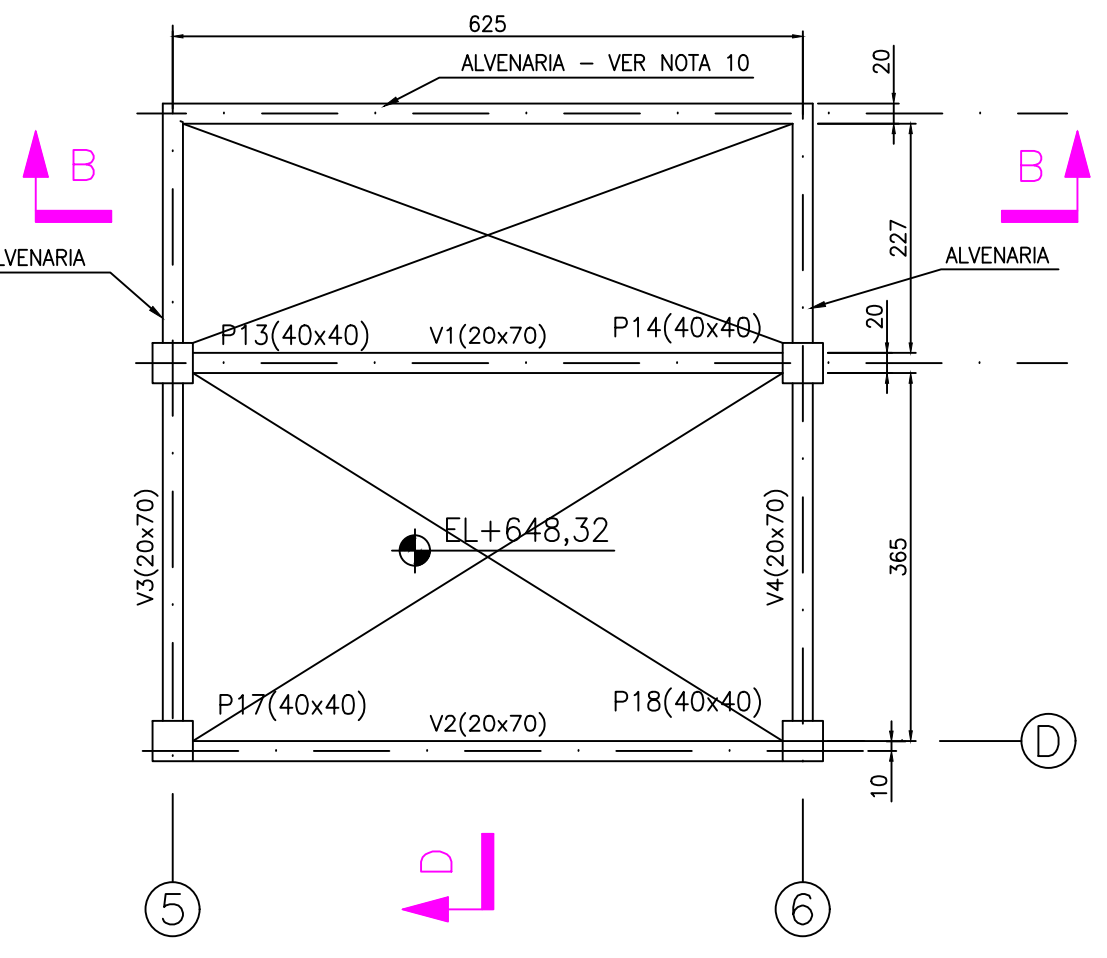 625
ALVENARIA - VER NOTA 10
20
B
B
227
LVENARIA
ALVENARIA
20
P13(40x40)
V1(20x70)
P14(40x40)
V3(20x70)
EL+648,32
V4(20x70)
365
P17(40x40)
V2(20x70)
P18(40x40)
D
10
D
5
6